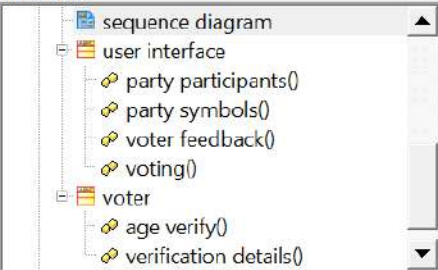 sequence diagram
user interface
party participants()
party symbols()
voter feedback()
voting()
voter
age verify()
verification details()